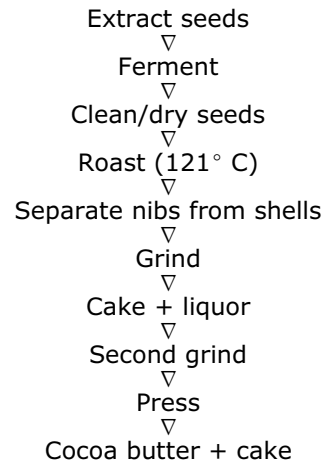 Extract seeds
▽
Ferment
▽
Clean/dry seeds
▽
Roast (121° C)
▽
Separate nibs from shells
▽
Grind
▽
Cake + liquor
▽
Second grind
▽
Press
▽
Cocoa butter + cake